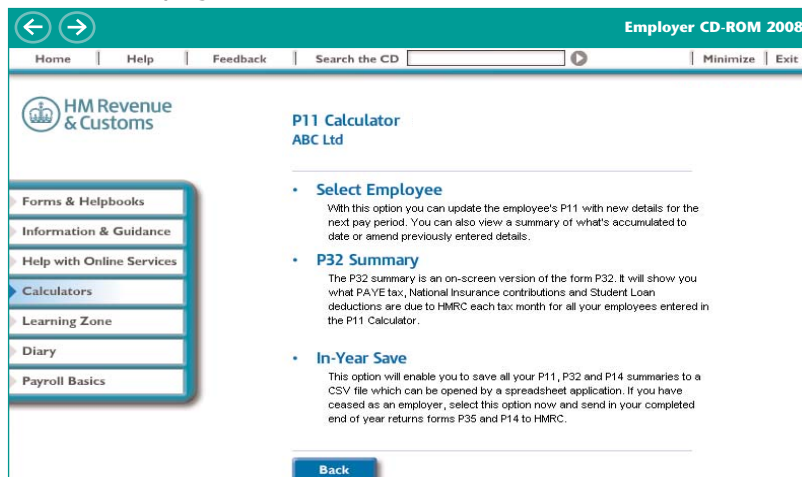 Employer CD-ROM 2008
Home | Help | Feedback | Search the CD | Minimize | Exit
HM Revenue
& Customs
P11 Calculator
ABC Ltd
Forms & Helpbooks
Information & Guidance
Help with Online Services
Calculators
Learning Zone
Diary
Payroll Basics
• Select Employee
With this option you can update the employee's P11 with new details for the
next pay period. You can also view a summary of what's accumulated to
date or amend previously entered details.
• P32 Summary
The P32 summary is an on-screen version of the form P32. It will show you
what PAYE tax, National Insurance contributions and Student Loan
deductions are due to HMRC each tax month for all your employees entered in
the P11 Calculator.
• In-Year Save
This option will enable you to save all your P11, P32 and P14 summaries to a
CSV file which can be opened by a spreadsheet application. If you have
ceased as an employer, select this option now and send in your completed
end of year returns forms P35 and P14 to HMRC.
Back